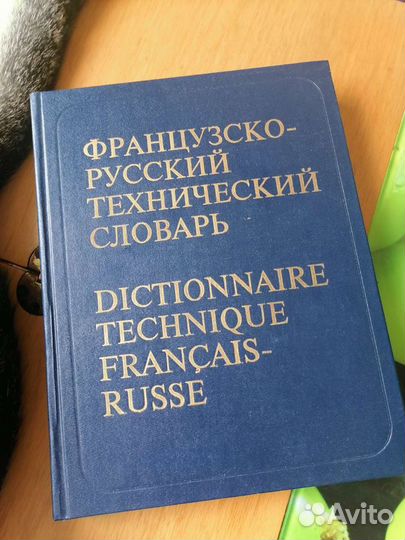 ФРАНЦУЗСКО-
РУССКИЙ
ТЕХНИЧЕСКИЙ
СЛОВАРЬ
DICTIONNAIRE
TECHNIQUE
FRANÇAIS-
RUSSE
Avito